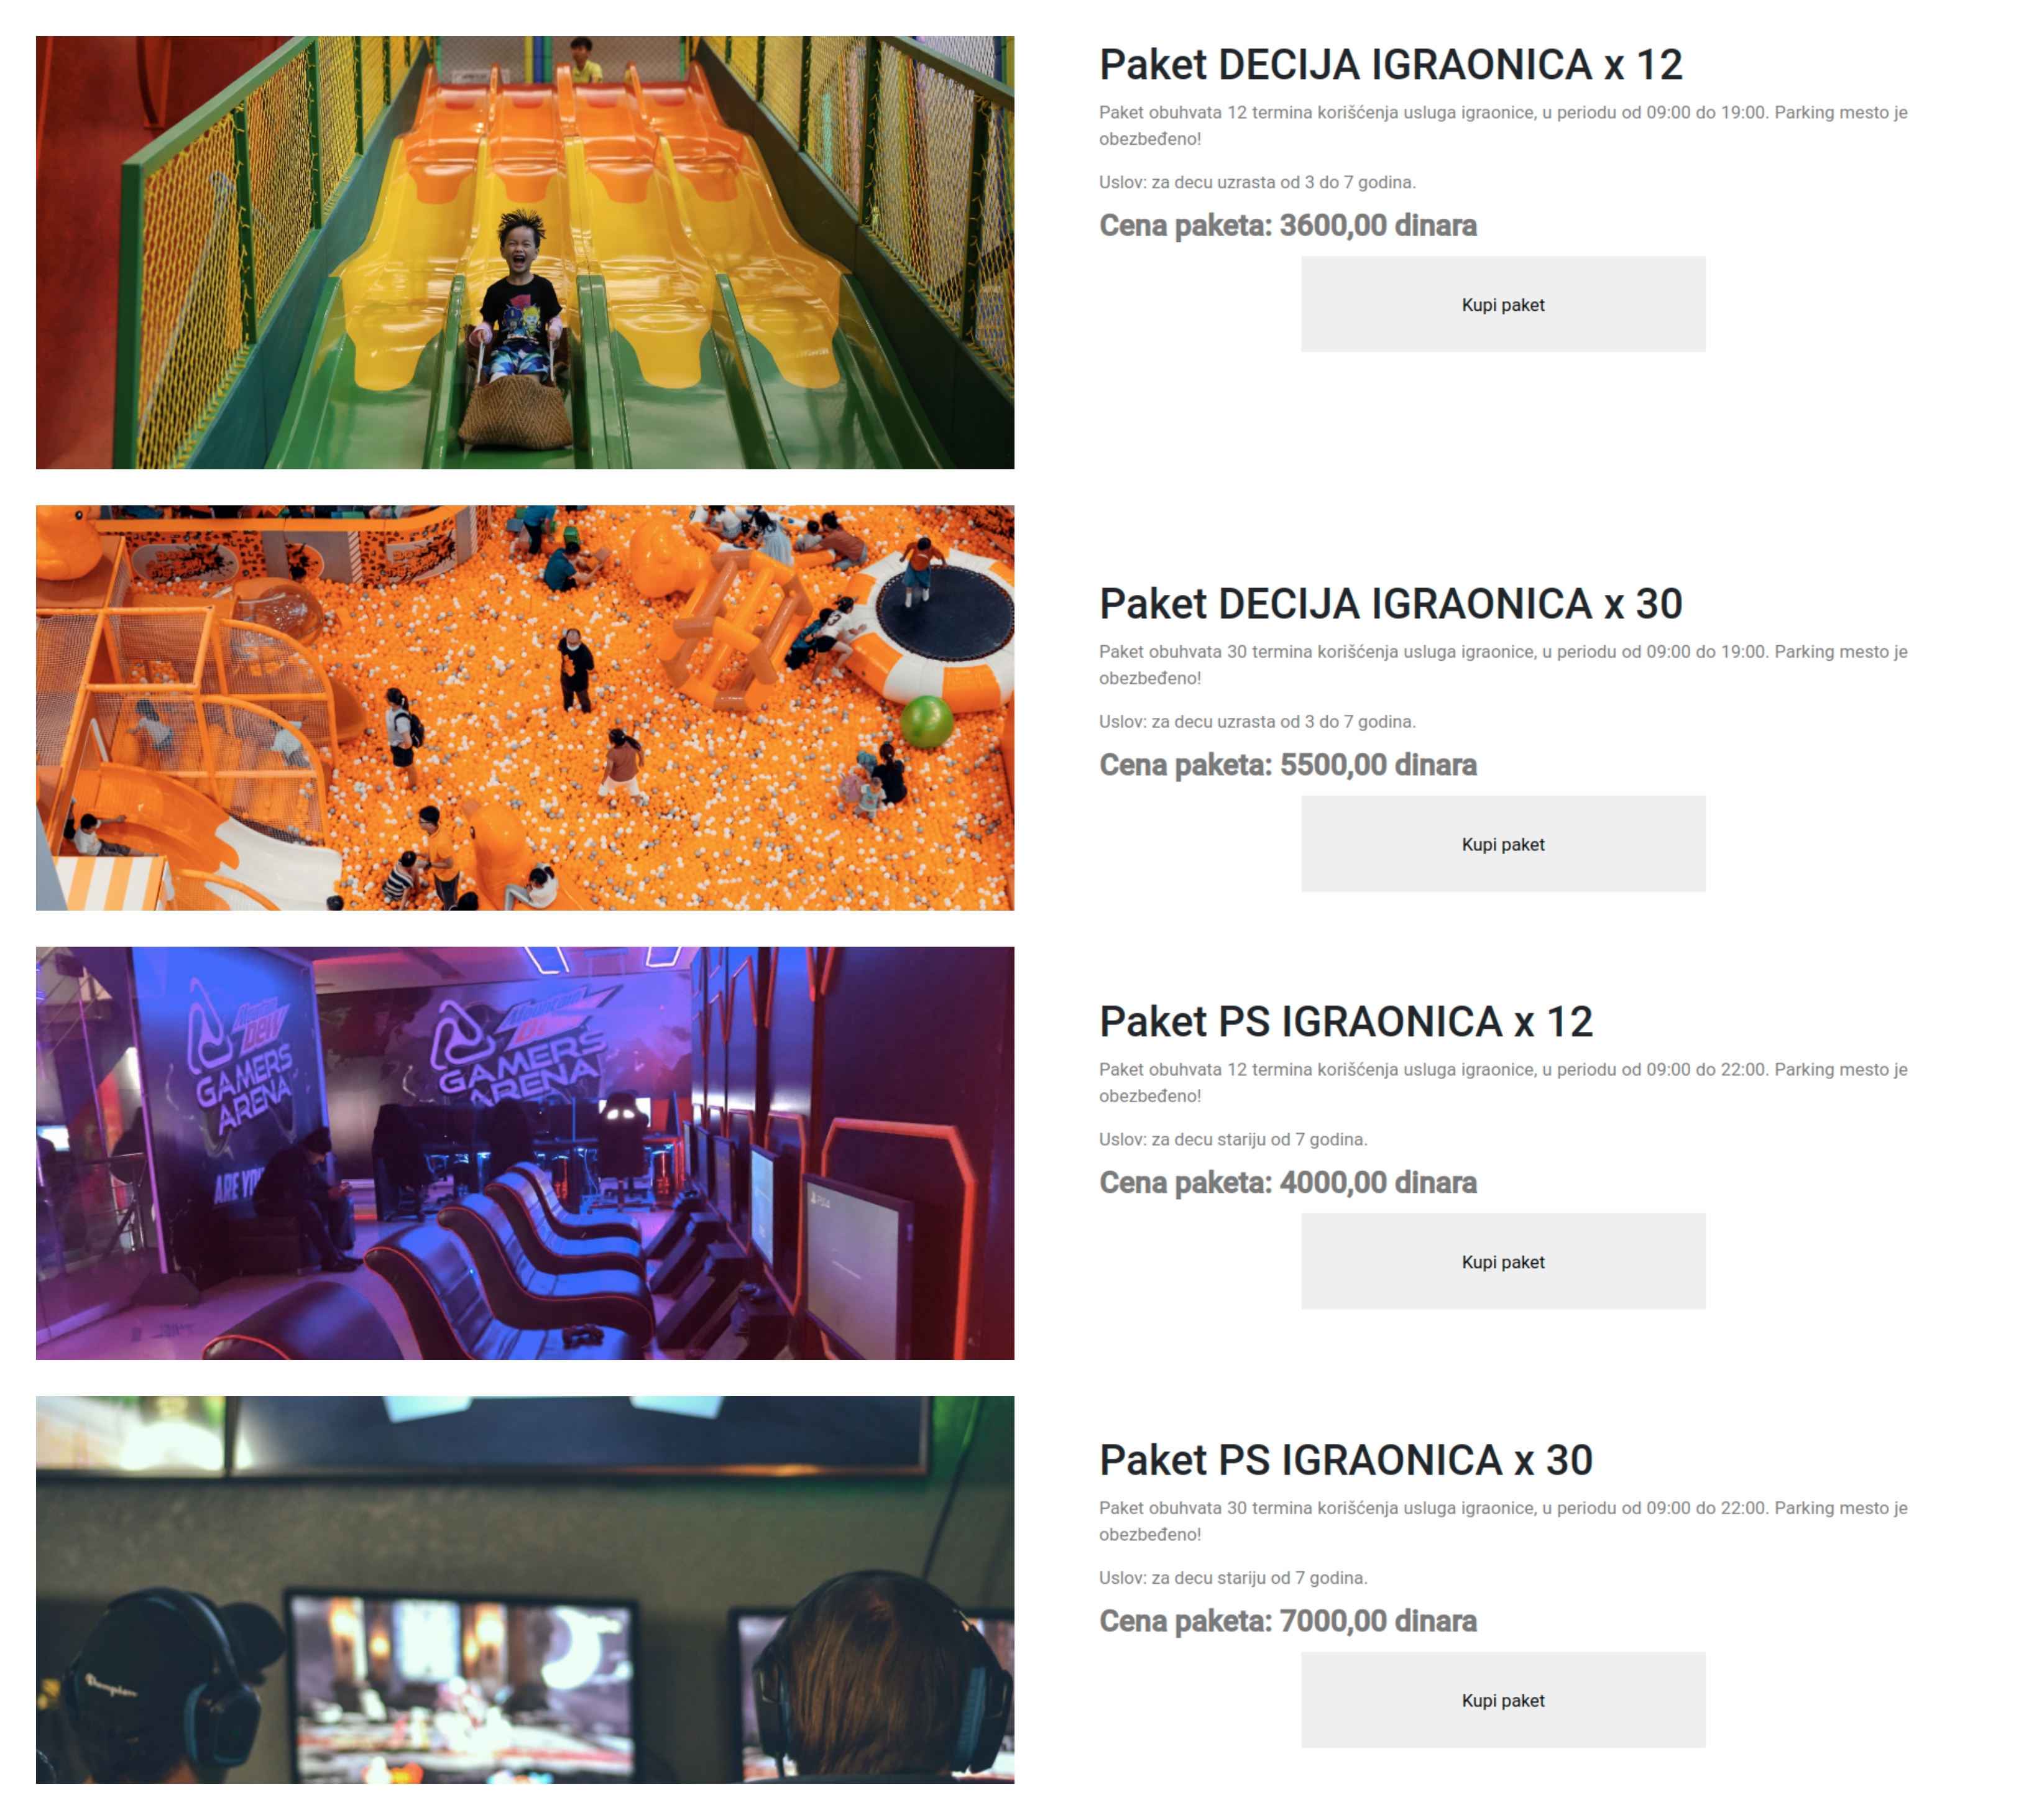 Paket DECIJA IGRAONICA x 12
Paket obuhvata 12 termina korišćenja usluga igraonice, u periodu od 09:00 do 19:00. Parking mesto je
obezbeđeno!
Uslov: za decu uzrasta od 3 do 7 godina.
Cena paketa: 3600,00 dinara
Kupi paket
Paket DECIJA IGRAONICA x 30
Paket obuhvata 30 termina korišćenja usluga igraonice, u periodu od 09:00 do 19:00. Parking mesto je
obezbeđeno!
Uslov: za decu uzrasta od 3 do 7 godina.
Cena paketa: 5500,00 dinara
Kupi paket
Mountain
DEW
GAMERS
ARENA
ARE YO
Mountain
DEW
GAMERS
ARENA
PS4
Paket PS IGRAONICA x 12
Paket obuhvata 12 termina korišćenja usluga igraonice, u periodu od 09:00 do 22:00. Parking mesto je
obezbeđeno!
Uslov: za decu stariju od 7 godina.
Cena paketa: 4000,00 dinara
Kupi paket
Champion
Paket PS IGRAONICA x 30
Paket obuhvata 30 termina korišćenja usluga igraonice, u periodu od 09:00 do 22:00. Parking mesto je
obezbeđeno!
Uslov: za decu stariju od 7 godina.
Cena paketa: 7000,00 dinara
Kupi paket